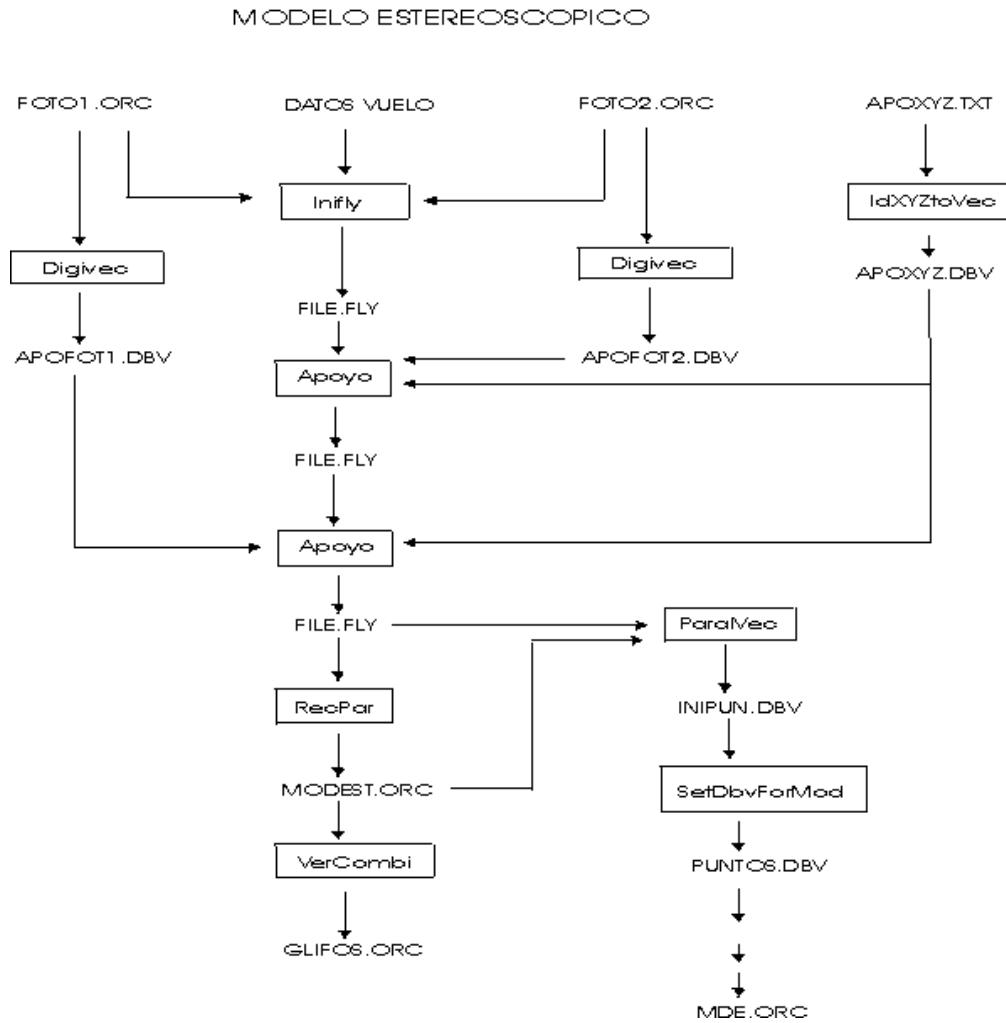 MODELO ESTEREOSCOPICO
FOTO1.ORC
DATOS VUELO
FOTO2.ORC
APOXYZ.TXT
Inifly
IdXYZtoVec
Digivec
Digivec
APOXYZ.DBV
FILE.FLY
APOFOT1.DBV
APOFOT2.DBV
Apoyo
FILE.FLY
Apoyo
FILE.FLY
ParalVec
RecPar
INIPUN.DBV
MODEST.ORC
SetDbvForMod
VerCombi
PUNTOS.DBV
GLIFOS.ORC
MDE.ORC